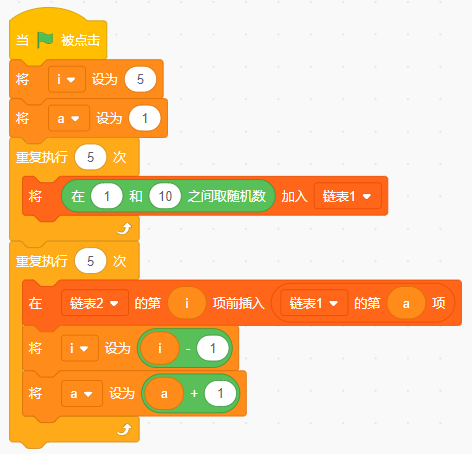 当 被点击
将 i 设为 5
将 a 设为 1
重复执行 5 次
将 在 1 和 10 之间取随机数 加入 链表1
重复执行 5 次
在 链表2 的第 i 项前插入 链表1 的第 a 项
将 i 设为 i - 1
将 a 设为 a + 1